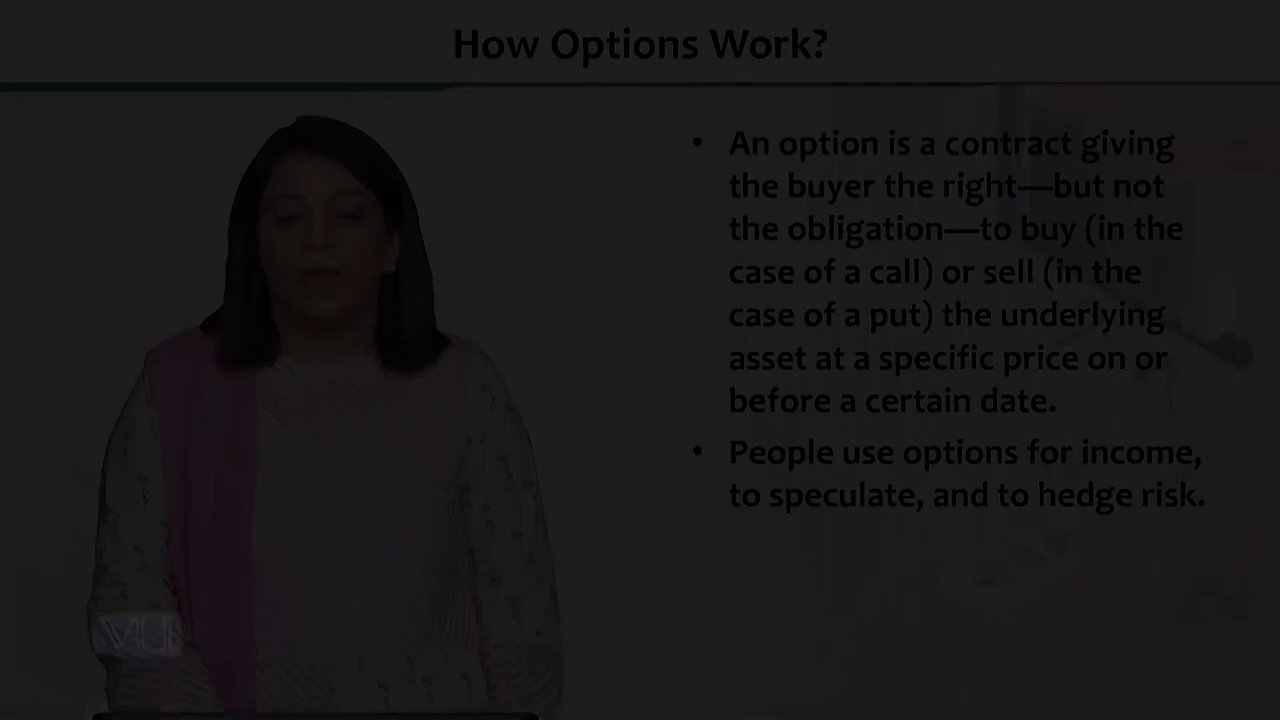 How Options Work?
• An option is a contract giving
the buyer the right—but not
the obligation—to buy (in the
case of a call) or sell (in the
case of a put) the underlying
asset at a specific price on or
before a certain date.
• People use options for income,
to speculate, and to hedge risk.
VU